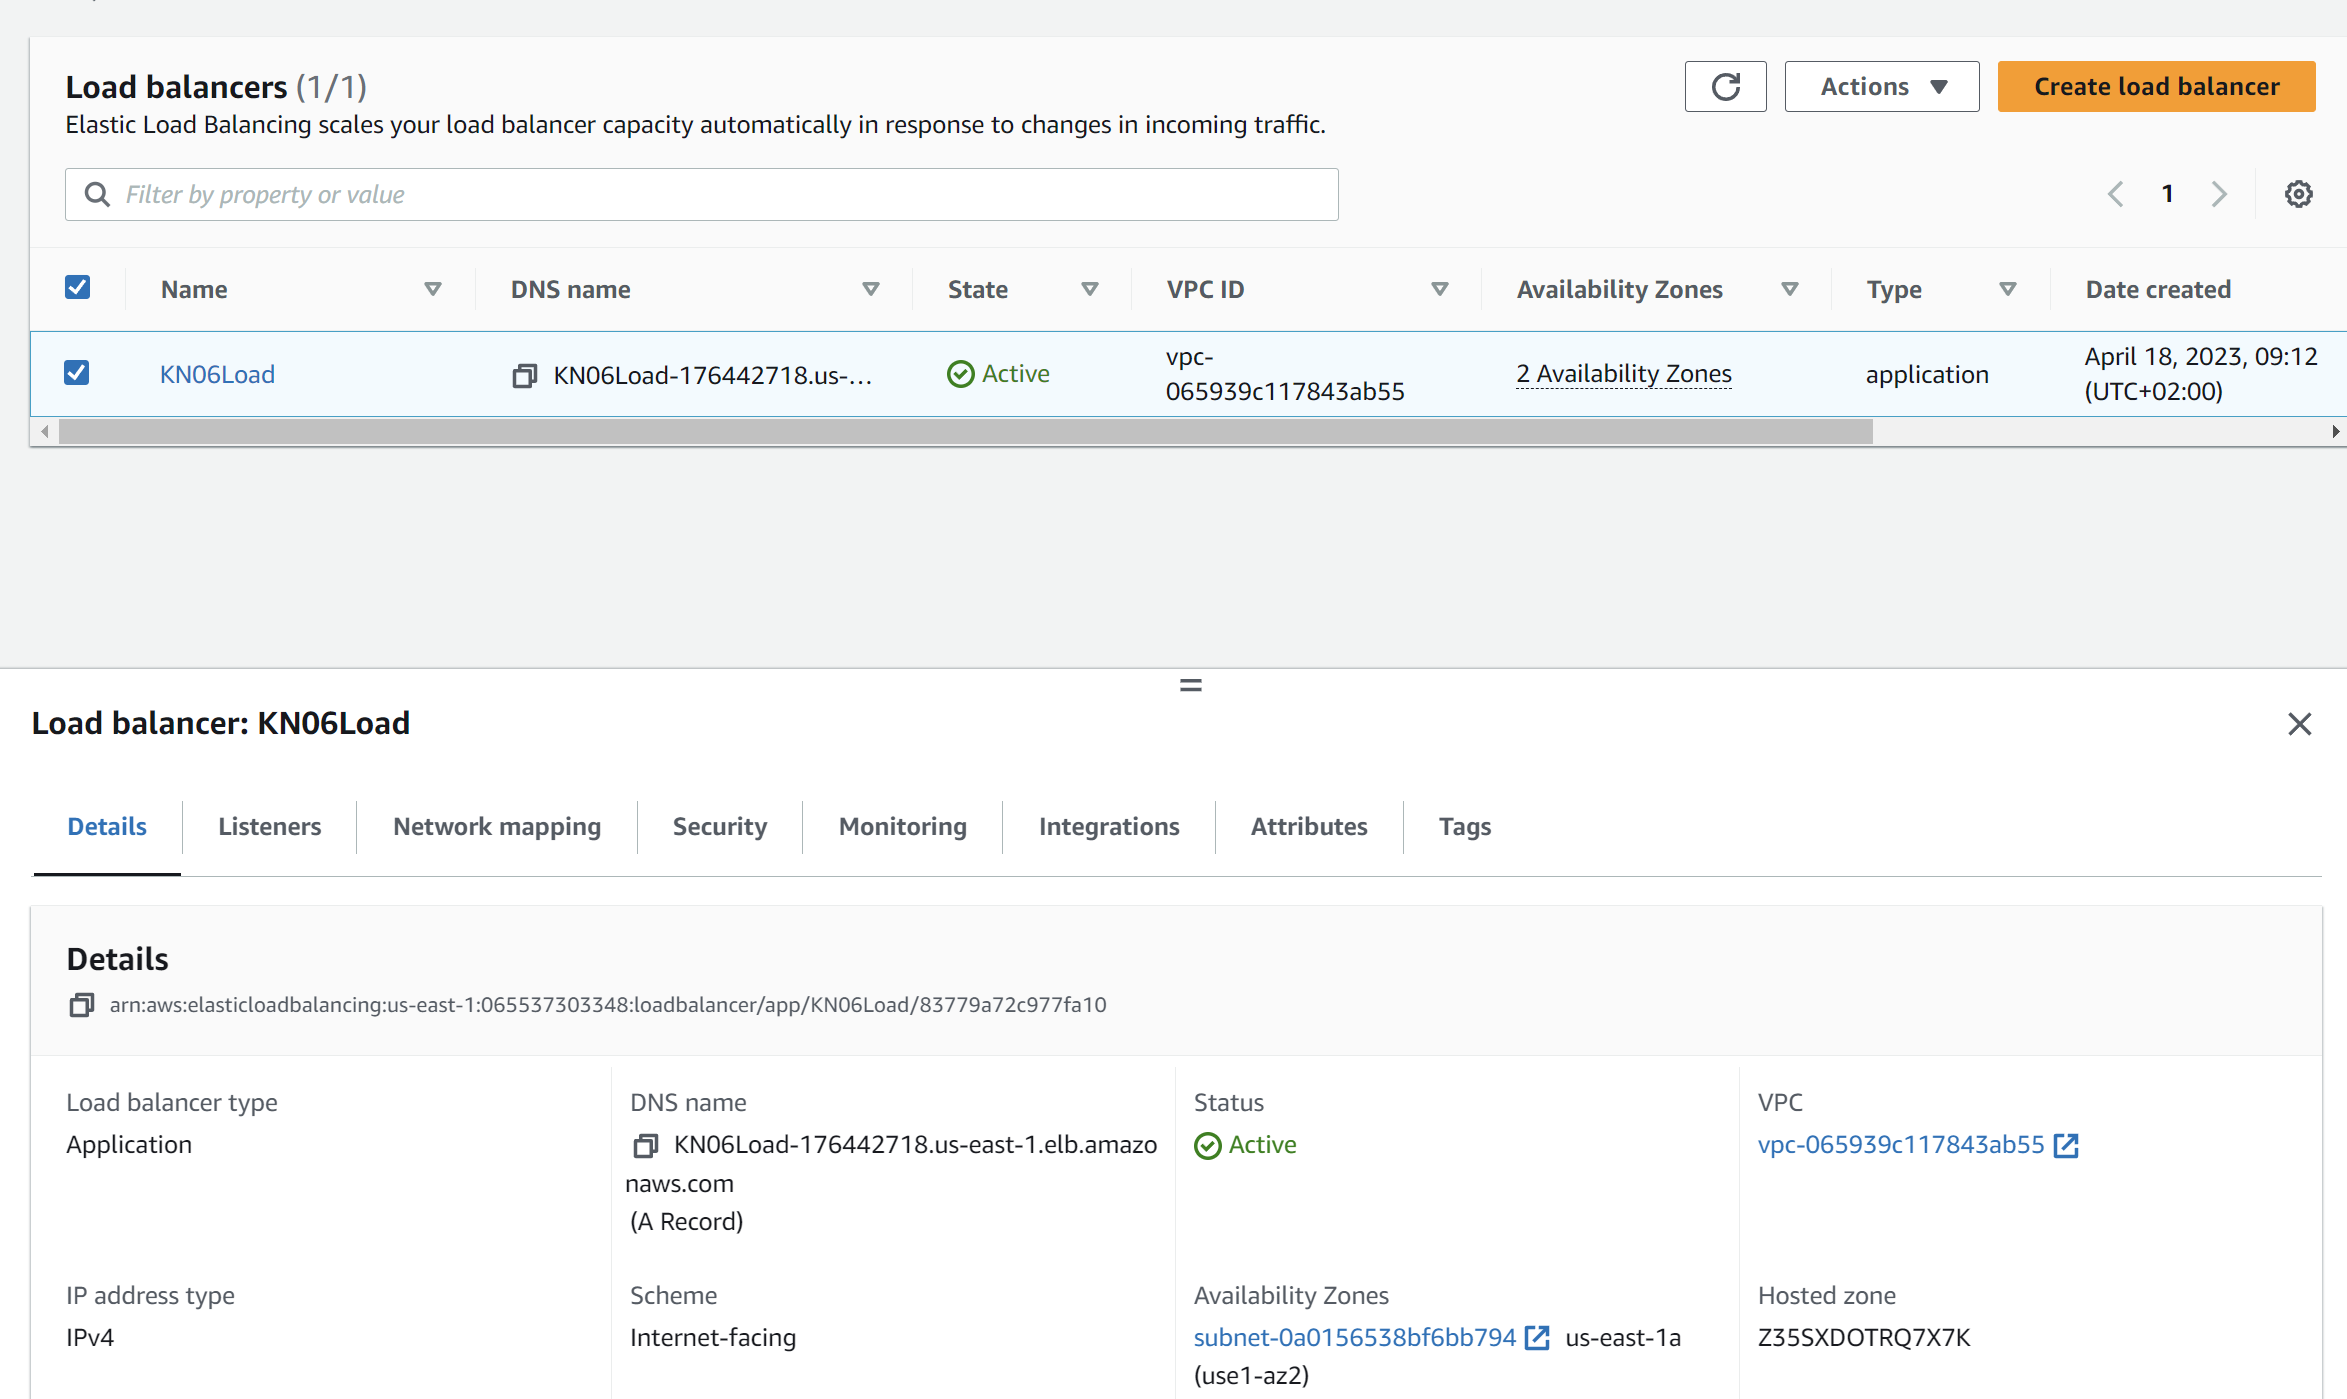 Load balancers (1/1)
Elastic Load Balancing scales your load balancer capacity automatically in response to changes in incoming traffic.
Actions
Create load balancer
Filter by property or value
1
Name
DNS name
State
VPC ID
Availability Zones
Type
Date created
KN06Load
KN06Load-176442718.us-...
Active
vpc-
065939c117843ab55
2 Availability Zones
application
April 18, 2023, 09:12
(UTC+02:00)
Load balancer: KN06Load
Details
Listeners
Network mapping
Security
Monitoring
Integrations
Attributes
Tags
Details
arn:aws:elasticloadbalancing:us-east-1:065537303348:loadbalancer/app/KN06Load/83779a72c977fa10
Load balancer type
Application
DNS name
KN06Load-176442718.us-east-1.elb.amazo
naws.com
(A Record)
Status
Active
VPC
vpc-065939c117843ab55
IP address type
IPv4
Scheme
Internet-facing
Availability Zones
subnet-0a0156538bf6bb794 us-east-1a
(use1-az2)
Hosted zone
Z35SXDOTRQ7X7K